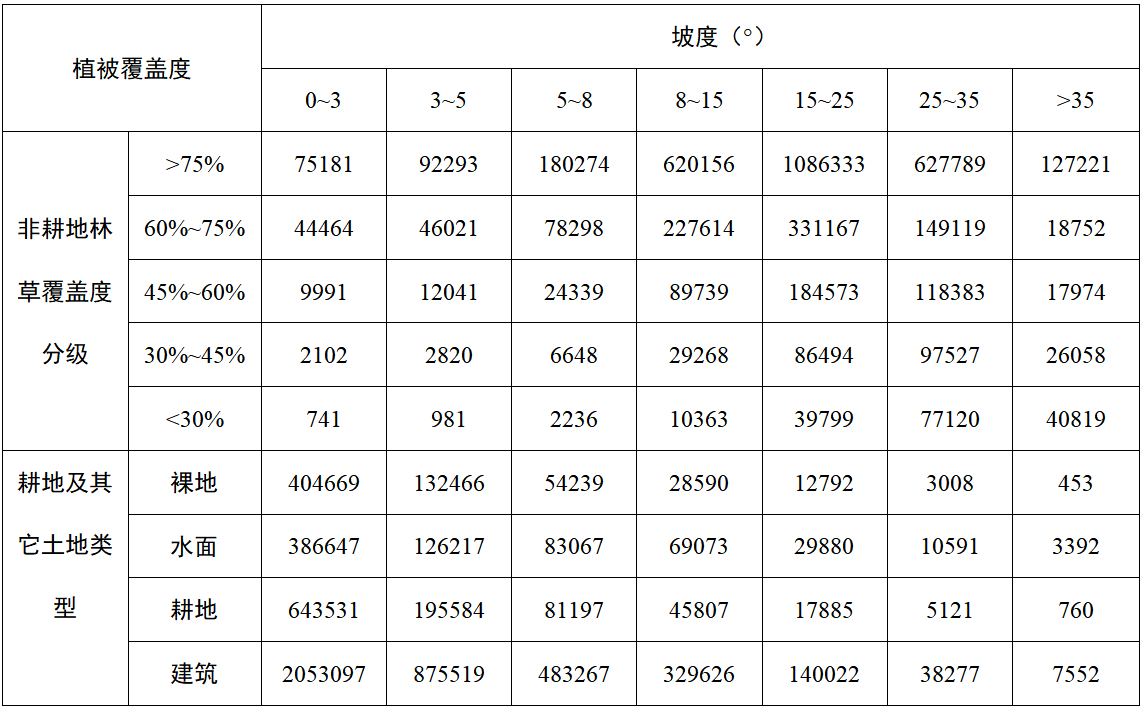 植被覆盖度 坡度（°）
0~3 3~5 5~8 8~15 15~25 25~35 >35
非耕地林草覆盖度分级 >75% 75181 92293 180274 620156 1086333 627789 127221
60%~75% 44464 46021 78298 227614 331167 149119 18752
45%~60% 9991 12041 24339 89739 184573 118383 17974
30%~45% 2102 2820 6648 29268 86494 97527 26058
<30% 741 981 2236 10363 39799 77120 40819
耕地及其它土地类型 裸地 404669 132466 54239 28590 12792 3008 453
水面 386647 126217 83067 69073 29880 10591 3392
耕地 643531 195584 81197 45807 17885 5121 760
建筑 2053097 875519 483267 329626 140022 38277 7552